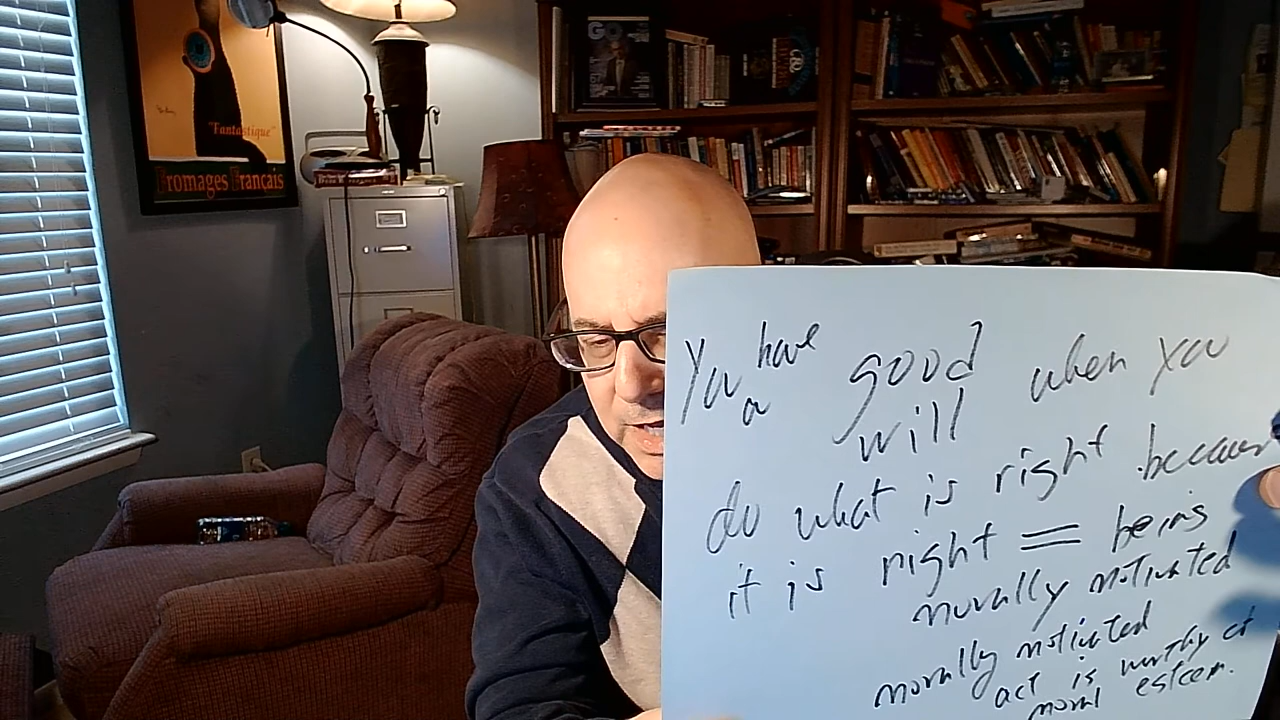 "Fantastique"
Fromages Français
GQ
You have good when you
a will
do what is right because
it is right = being
morally motivated
morally motivated
act is worthy of
moral esteem.